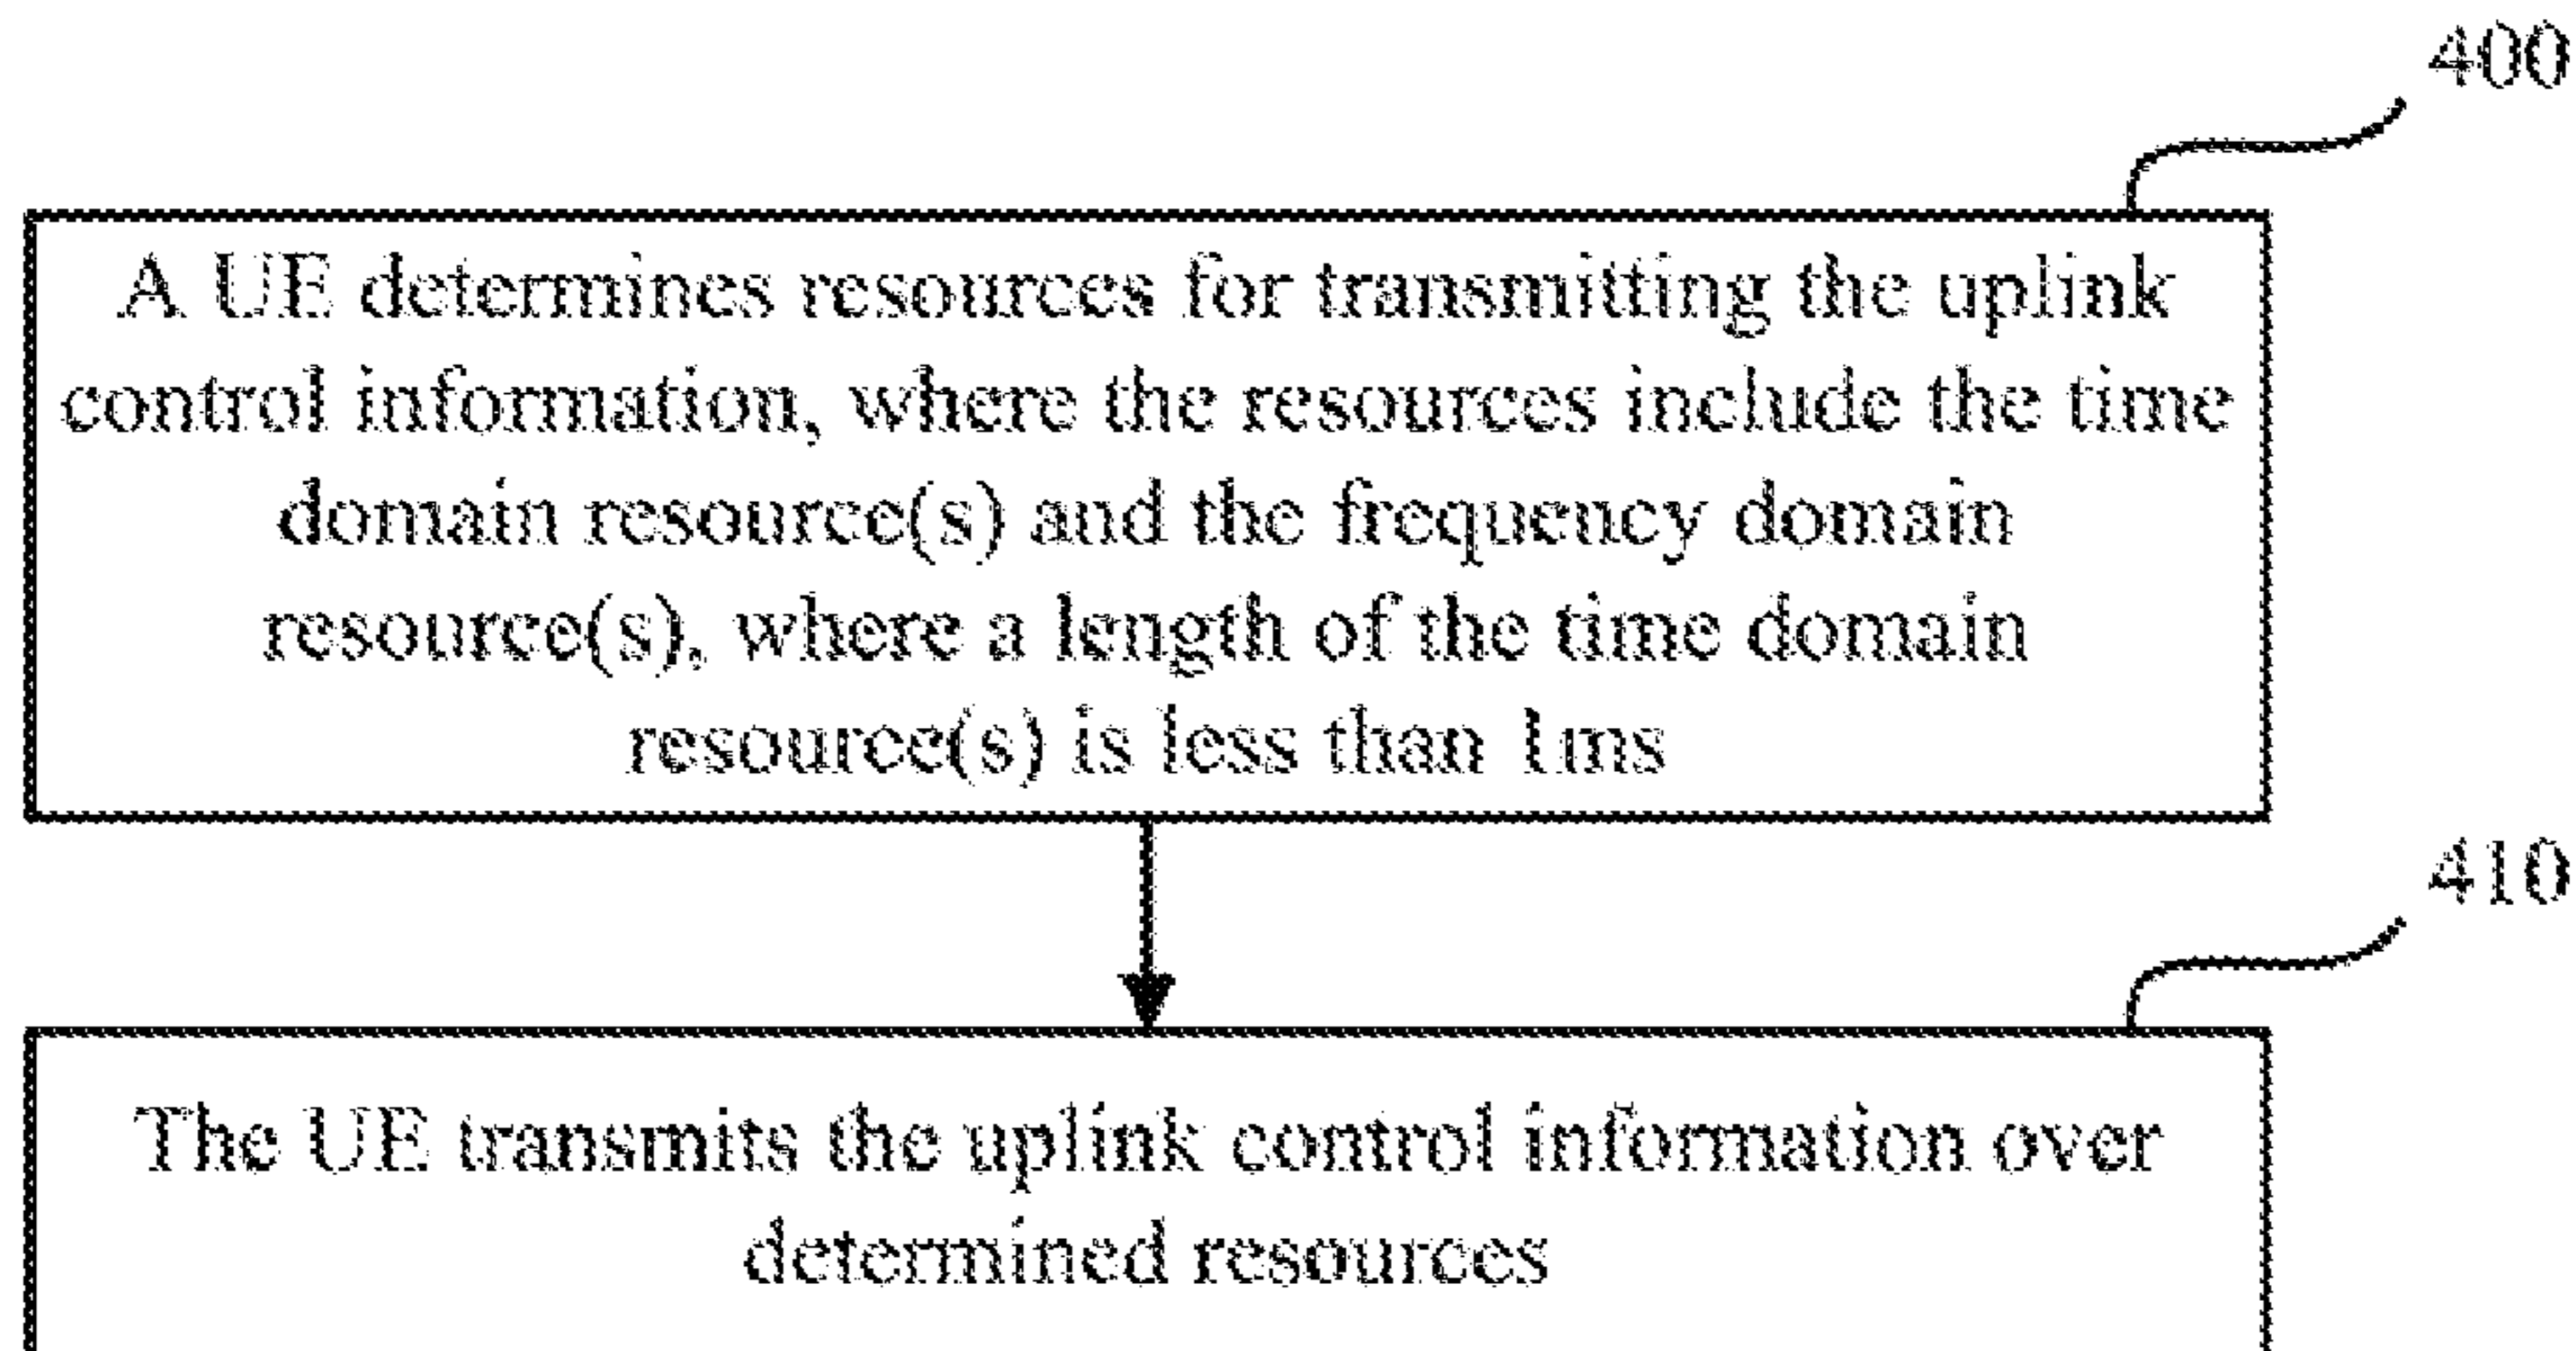 400
A UE determines resources for transmitting the uplink
control information, where the resources include the time
domain resource(s) and the frequency domain
resource(s), where a length of the time domain
resource(s) is less than 1ms
410
The UE transmits the uplink control information over
determined resources